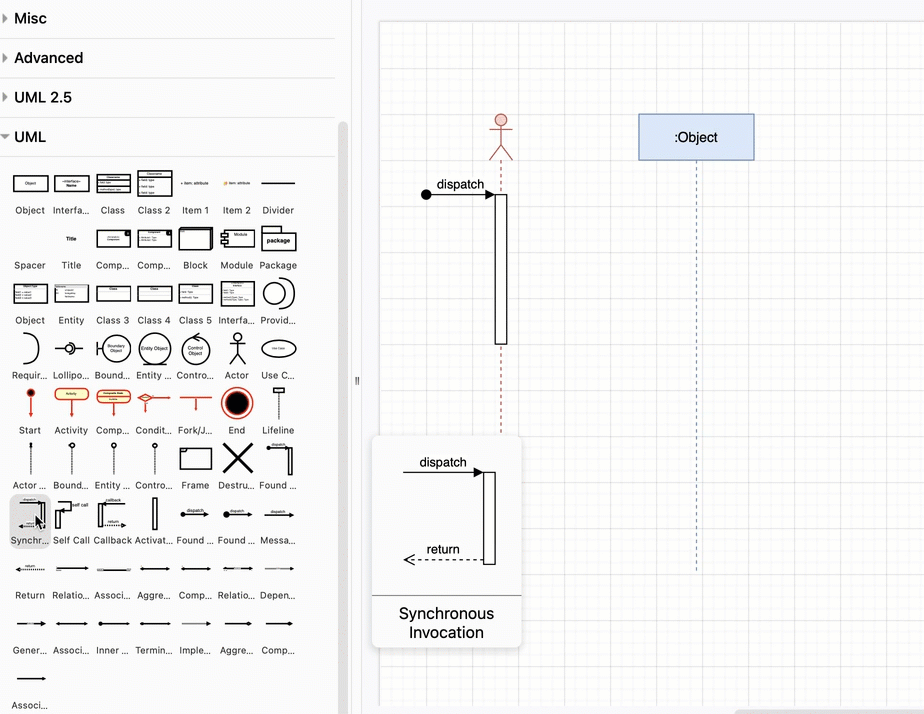 Misc
Advanced
UML 2.5
UML
Object Interfa... Class Class 2 Item 1 Item 2 Divider
Spacer Title Comp... Comp... Block Module Package
Object Entity Class 3 Class 4 Class 5 Interfa... Provid...
Requir... Lollipo... Bound... Entity ... Contro... Actor Use C...
Start Activity Comp... Condit... Fork/J... End Lifeline
Actor ... Bound... Entity ... Contro... Frame Destru... Found ...
Synchr... Self Call Callback Activat... Found ... Found ... Messa...
Return Relatio... Associ... Aggre... Comp... Relatio... Depen...
Gener... Associ... Inner ... Termin... Imple... Aggre... Comp...
Associ...
:Object
dispatch
dispatch
return
Synchronous
Invocation